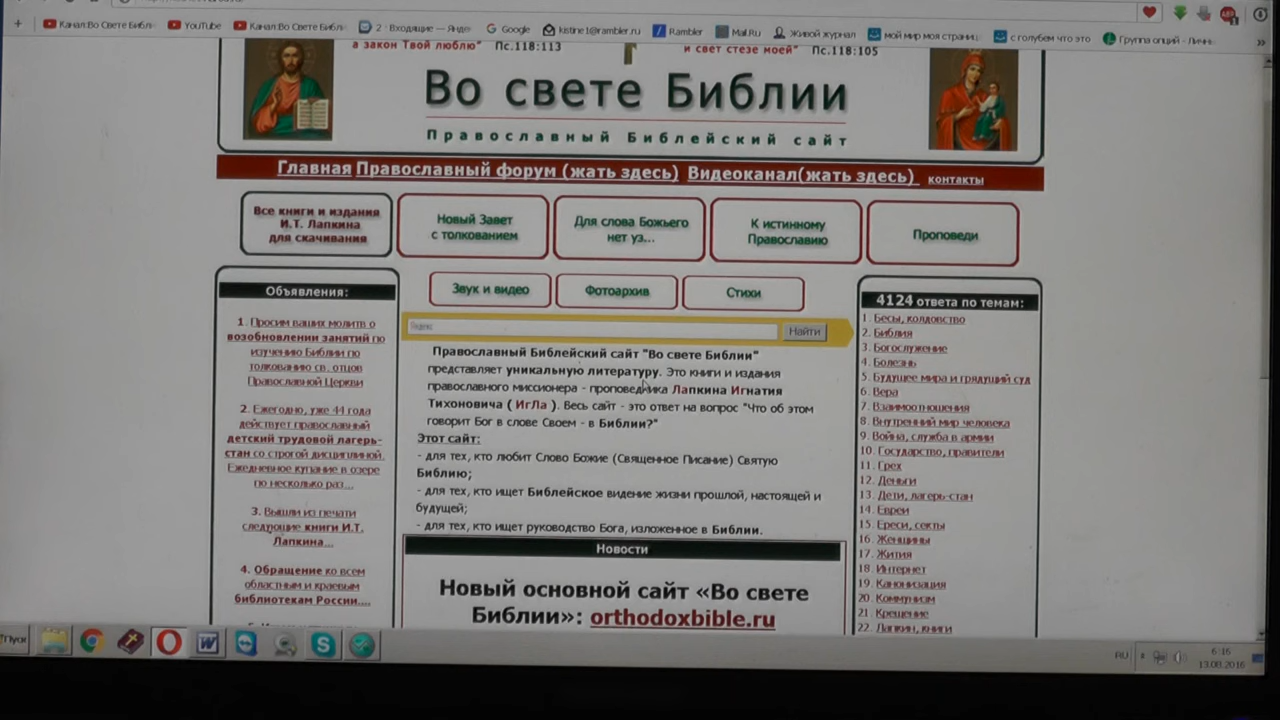 Канал:Во Свете Библ
YouTube
Канал:Во Свете Библ
2 · Входящие — Янде
Google
kistine1@rambler.ru
Rambler
Mail.Ru
Живой журнал
мой мир моя страниц
с голубем что это
Группа опций - Личн
а закон Твой люблю" Пс.118:113
и свет стезе моей" Пс.118:105
Во свете Библии
Православный Библейский сайт
Главная Православный форум (жать здесь) Видеоканал(жать здесь) контакты
Все книги и издания
И.Т. Лапкина
для скачивания
Новый Завет
с толкованием
Для слова Божьего
нет уз...
К истинному
Православию
Проповеди
Звук и видео
Фотоархив
Стихи
Объявления:
1. Просим ваших молитв о
возобновлении занятий по
изучению Библии по
толкованию св. отцов
Православной Церкви
2. Ежегодно, уже 44 года
действует православный
детский трудовой лагерь-
стан со строгой дисциплиной.
Ежедневное купание в озере
по несколько раз...
3. Вышли из печати
следующие книги И.Т.
Лапкина...
4. Обращение ко всем
областным и краевым
библиотекам России....
Яндекс
Найти
Православный Библейский сайт "Во свете Библии"
представляет уникальную литературу. Это книги и издания
православного миссионера - проповедника Лапкина Игнатия
Тихоновича ( ИгЛа ). Весь сайт - это ответ на вопрос "Что об этом
говорит Бог в слове Своем - в Библии?"
Этот сайт:
- для тех, кто любит Слово Божие (Священное Писание) Святую
Библию;
- для тех, кто ищет Библейское видение жизни прошлой, настоящей и
будущей;
- для тех, кто ищет руководство Бога, изложенное в Библии.
Новости
Новый основной сайт «Во свете
Библии»: orthodoxbible.ru
4124 ответа по темам:
1. Бесы, колдовство
2. Библия
3. Богослужение
4. Болезнь
5. Будущее мира и грядущий суд
6. Вера
7. Взаимоотношения
8. Внутренний мир человека
9. Война, служба в армии
10. Государство, правители
11. Грех
12. Деньги
13. Дети, лагерь-стан
14. Евреи
15. Ереси, секты
16. Женщины
17. Жития
18. Интернет
19. Канонизация
20. Коммунизм
21. Крещение
22. Лапкин, книги
Пуск
RU
6:16
13.08.2016